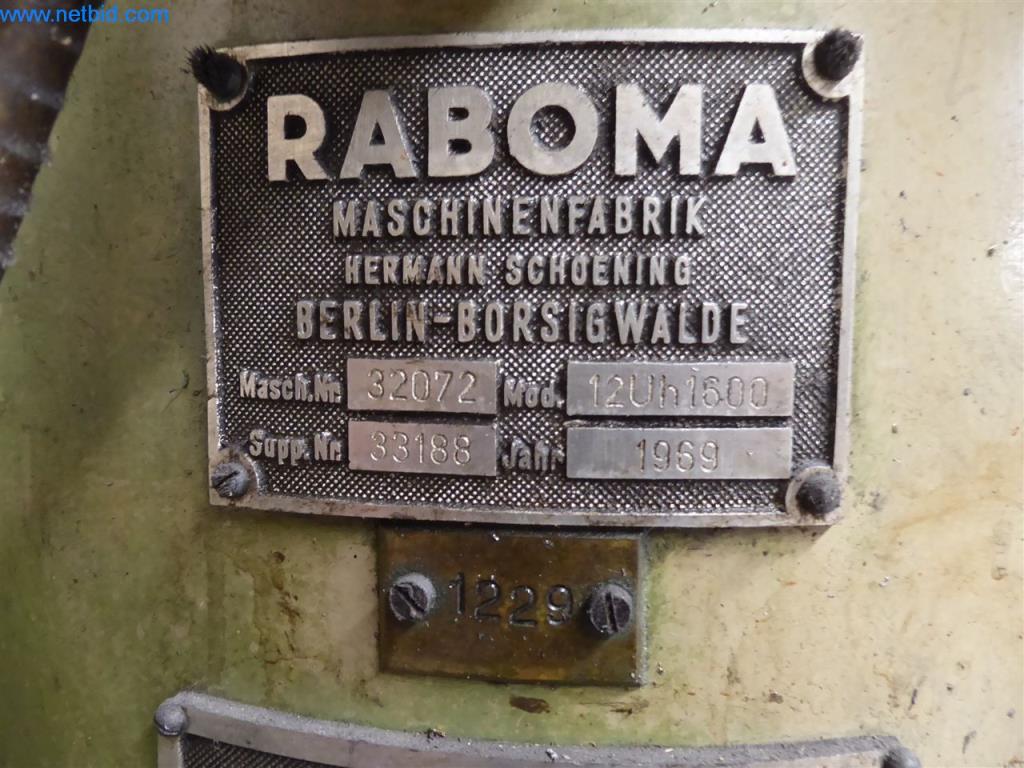 www.netbid.com
RABOMA
MASCHINENFABRIK
HERMANN SCHOENING
BERLIN-BORSIGWALDE
Masch.Nr. 32072 Mod. 12Uh1600
Supp.Nr. 33188 Jahr 1969
1229